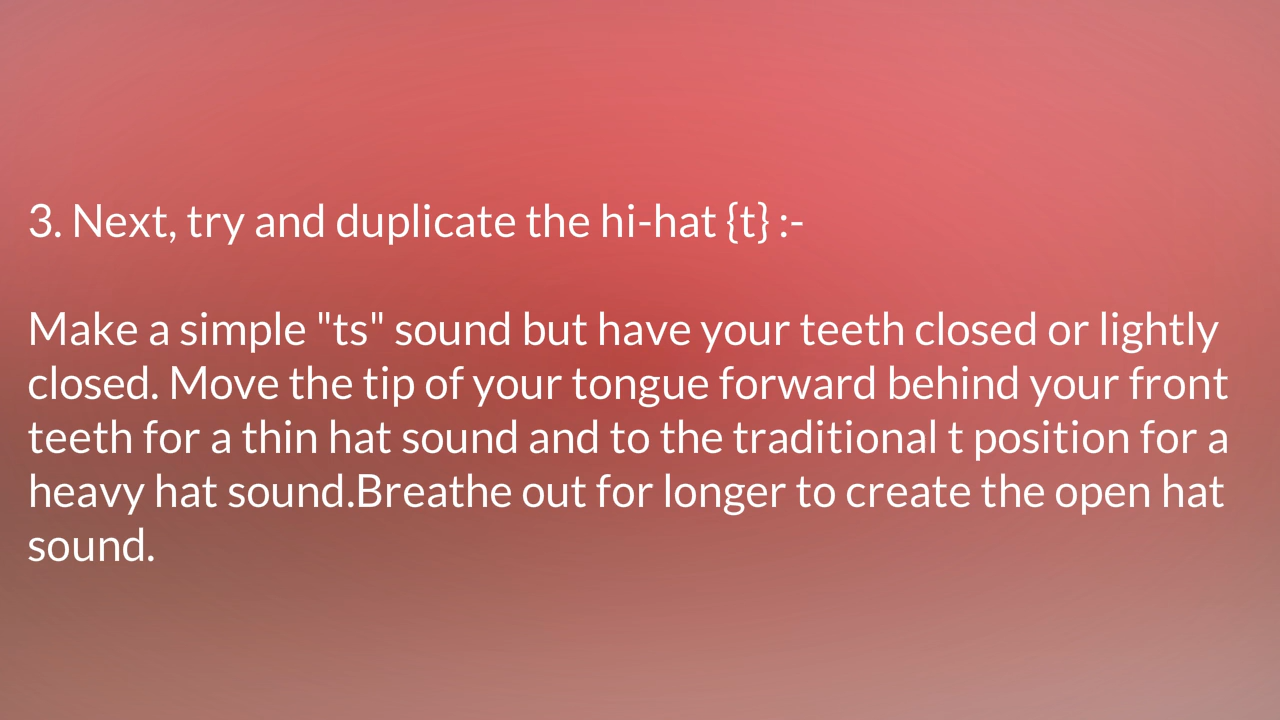 3. Next, try and duplicate the hi-hat {t} :-
Make a simple "ts" sound but have your teeth closed or lightly
closed. Move the tip of your tongue forward behind your front
teeth for a thin hat sound and to the traditional t position for a
heavy hat sound.Breathe out for longer to create the open hat
sound.